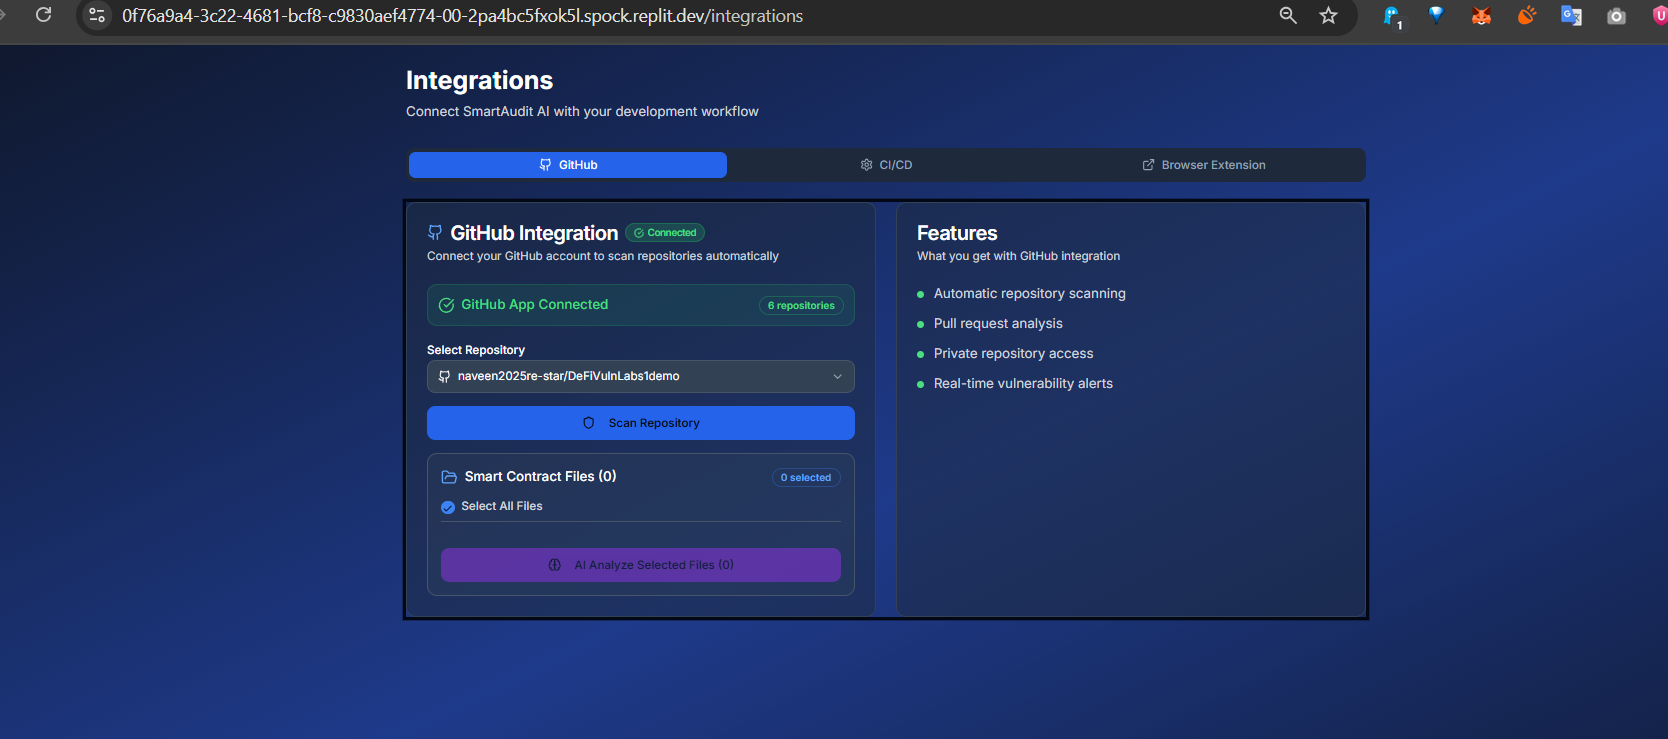 0f76a9a4-3c22-4681-bcf8-c9830aef4774-00-2pa4bc5fxok5l.spock.replit.dev/integrations
1
Integrations
Connect SmartAudit AI with your development workflow
GitHub
CI/CD
Browser Extension
GitHub Integration
Connected
Connect your GitHub account to scan repositories automatically
GitHub App Connected
6 repositories
Select Repository
naveen2025re-star/DeFiVulnLabs1demo
Scan Repository
Smart Contract Files (0)
0 selected
Select All Files
AI Analyze Selected Files (0)
Features
What you get with GitHub integration
Automatic repository scanning
Pull request analysis
Private repository access
Real-time vulnerability alerts